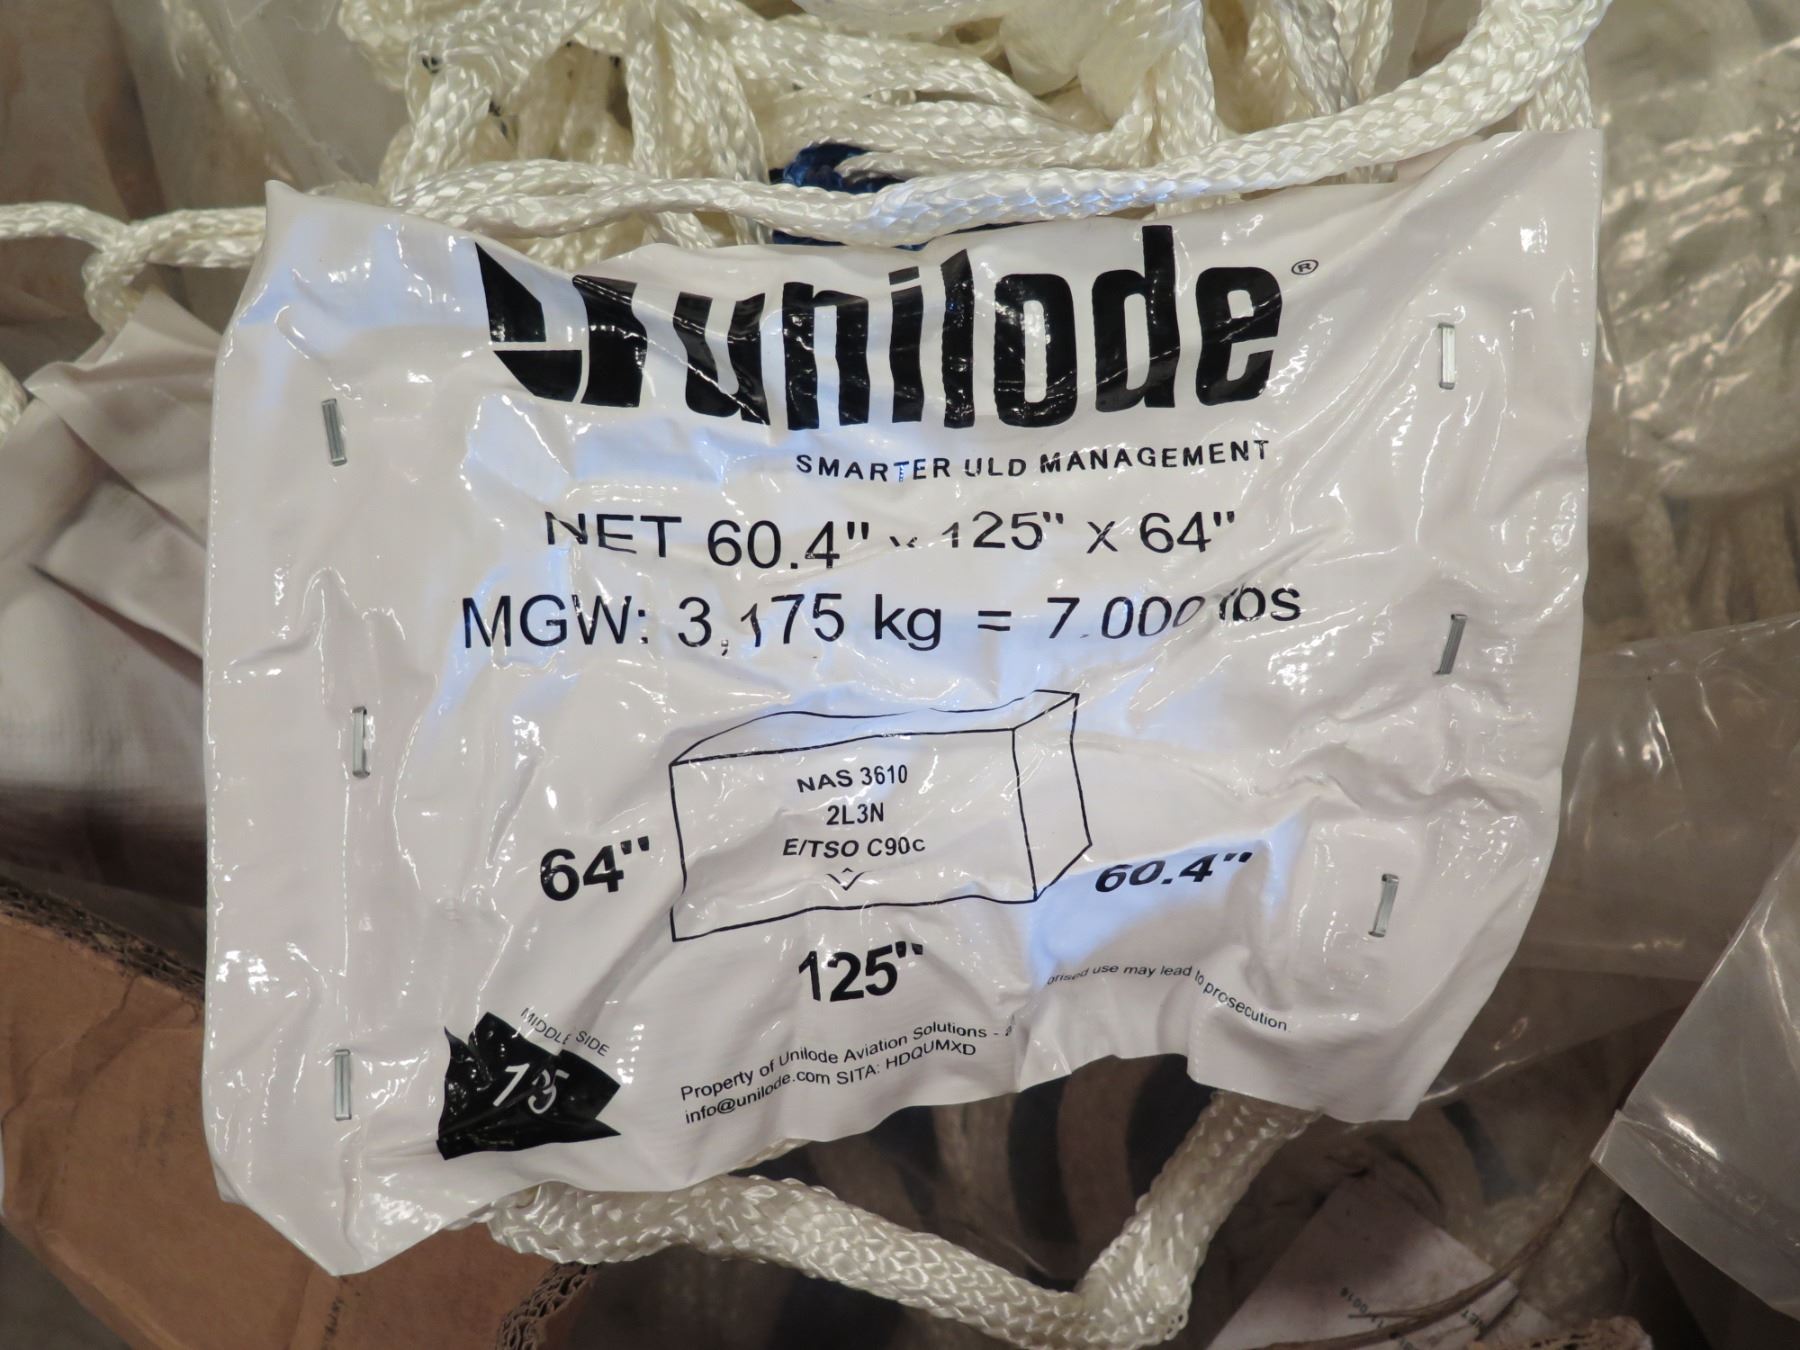 unilode®
SMARTER ULD MANAGEMENT
NET 60.4" x 125" x 64"
MGW: 3,175 kg = 7.000 lbs
NAS 3610
2L3N
E/TSO C90c
64"
60.4"
125"
MIDDLE SIDE
125
Property of Unilode Aviation Solutions - orised use may lead to prosecution.
info@unilode.com SITA: HDQUMXD